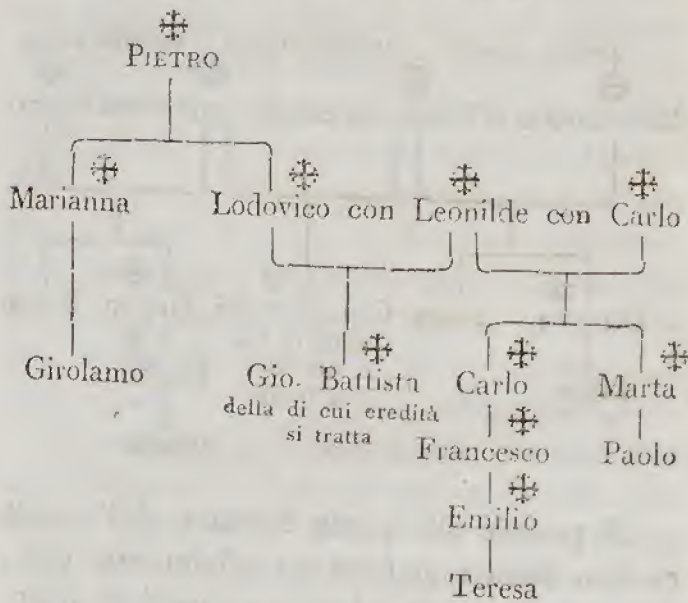 PIETRO
Marianna Lodovico con Leonilde con Carlo
Girolamo Gio. Battista Carlo Marta
della di cui eredità
si tratta
Francesco Paolo
Emilio
Teresa